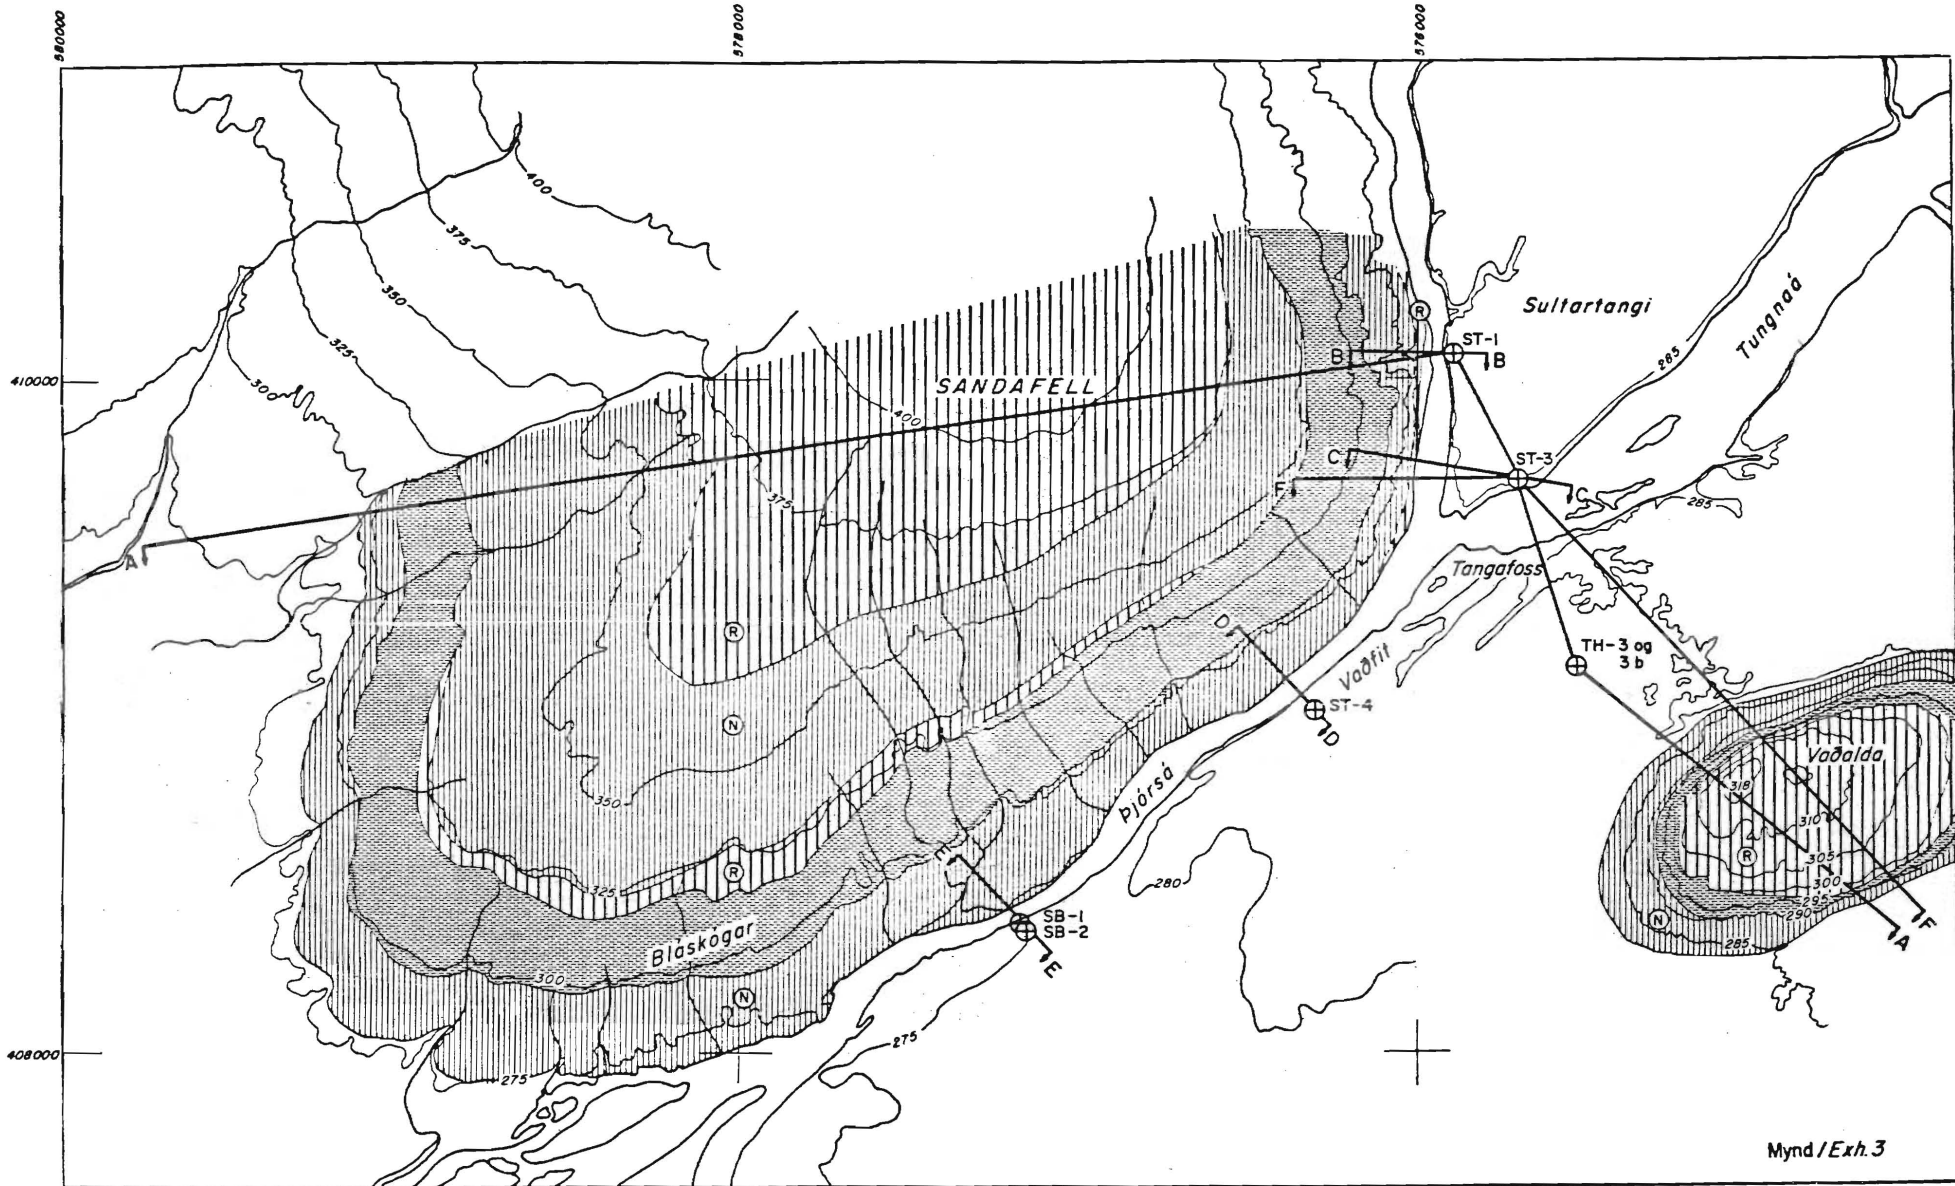 580000
578000
576000
400
375
350
325
300
410000
SANDAFELL
400
375
N
R
Sultartangi
Tungnaá
285
ST-1
B
B
ST-3
C
C
F
285
A
Tangafoss
R
D
Vaðfit
TH-3 og
3 b
ST-4
D
N
Vaðalda
318
310
350
Þjórsá
305
R
300
295
290
E
280
325
R
SB-1
SB-2
N
F
A
285
Bláskógar
E
300
N
275
408000
275
Mynd / Exh. 3